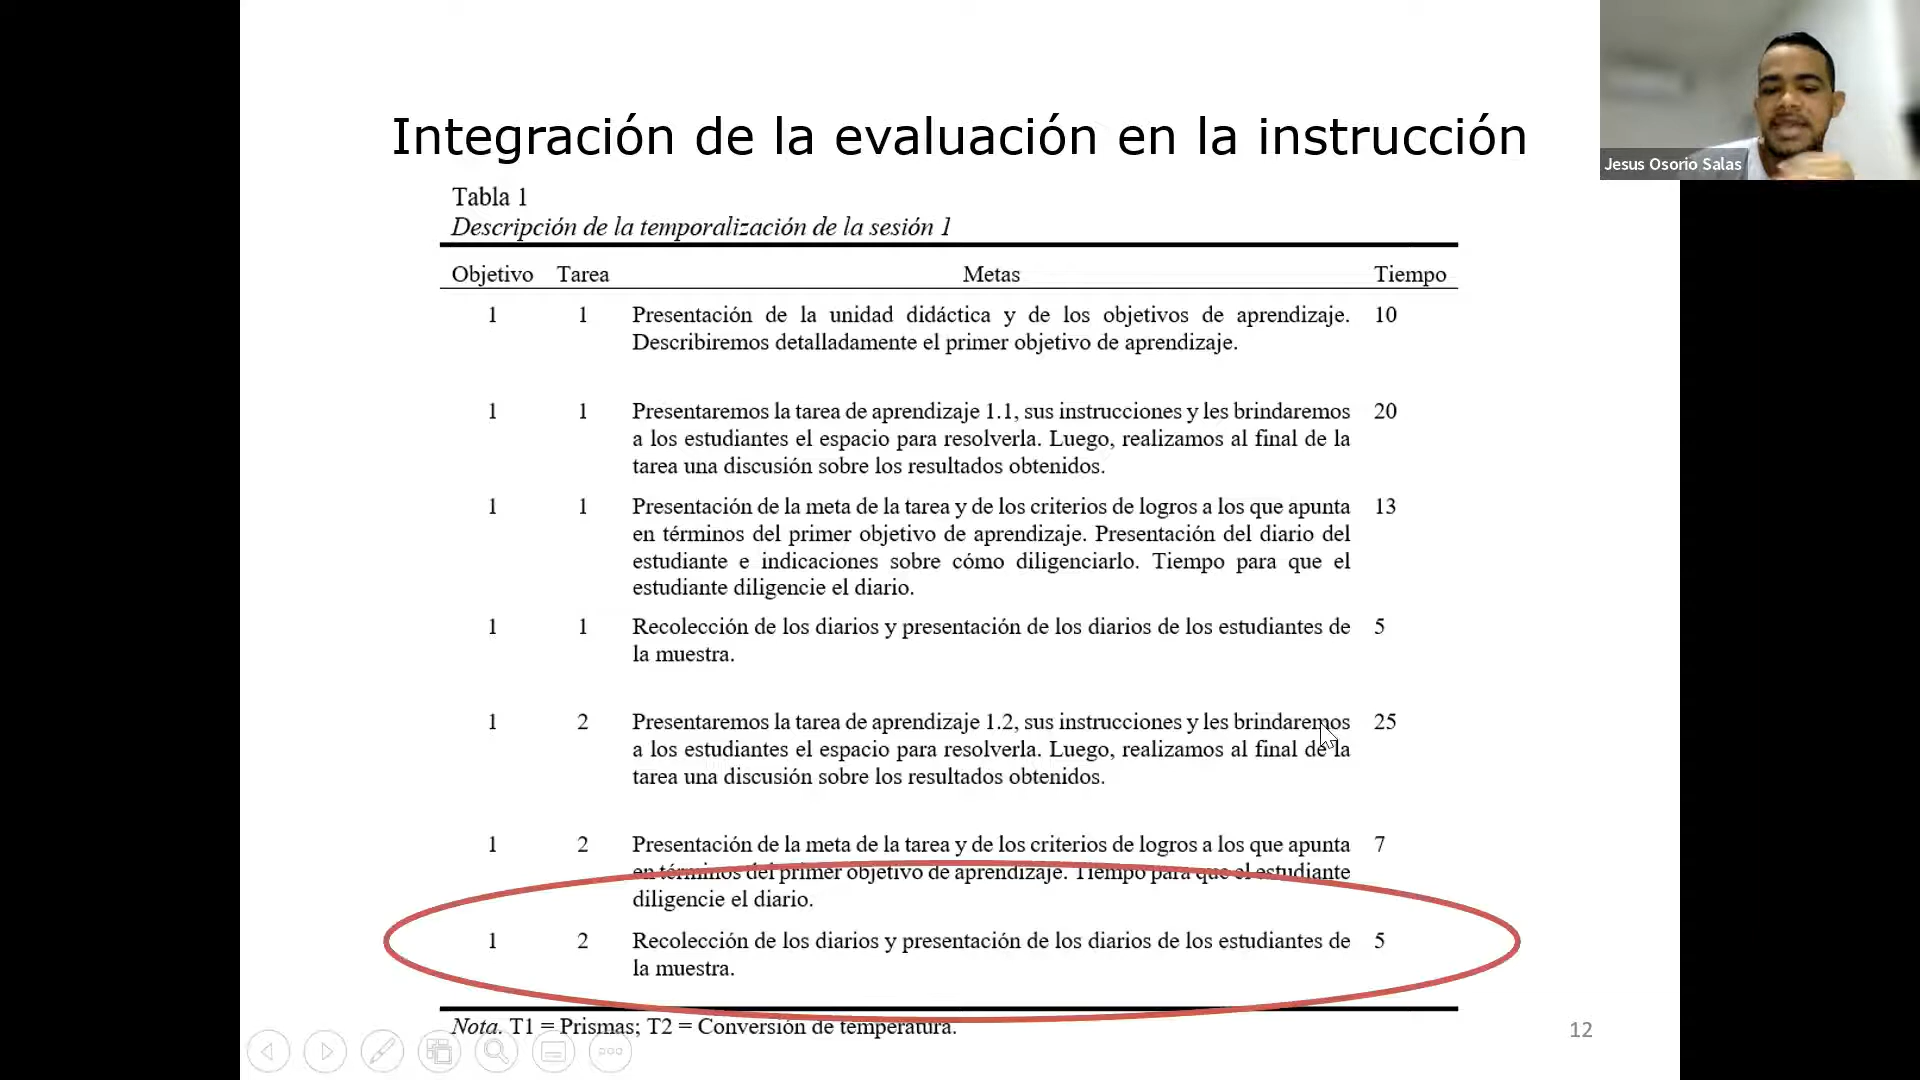 Integración de la evaluación en la instrucción
Jesus Osorio Salas
Tabla 1
Descripción de la temporalización de la sesión 1
Objetivo Tarea Metas Tiempo
1 1 Presentación de la unidad didáctica y de los objetivos de aprendizaje. 10
Describiremos detalladamente el primer objetivo de aprendizaje.
1 1 Presentaremos la tarea de aprendizaje 1.1, sus instrucciones y les brindaremos 20
a los estudiantes el espacio para resolverla. Luego, realizamos al final de la
tarea una discusión sobre los resultados obtenidos.
1 1 Presentación de la meta de la tarea y de los criterios de logros a los que apunta 13
en términos del primer objetivo de aprendizaje. Presentación del diario del
estudiante e indicaciones sobre cómo diligenciarlo. Tiempo para que el
estudiante diligencie el diario.
1 1 Recolección de los diarios y presentación de los diarios de los estudiantes de 5
la muestra.
1 2 Presentaremos la tarea de aprendizaje 1.2, sus instrucciones y les brindaremos 25
a los estudiantes el espacio para resolverla. Luego, realizamos al final de la
tarea una discusión sobre los resultados obtenidos.
1 2 Presentación de la meta de la tarea y de los criterios de logros a los que apunta 7
en términos del primer objetivo de aprendizaje. Tiempo para que el estudiante
diligencie el diario.
1 2 Recolección de los diarios y presentación de los diarios de los estudiantes de 5
la muestra.
Nota. T1 = Prismas; T2 = Conversión de temperatura.
12